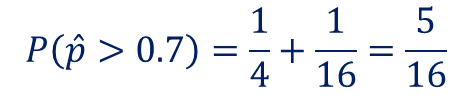 P(p̂ > 0.7) = 1/4 + 1/16 = 5/16